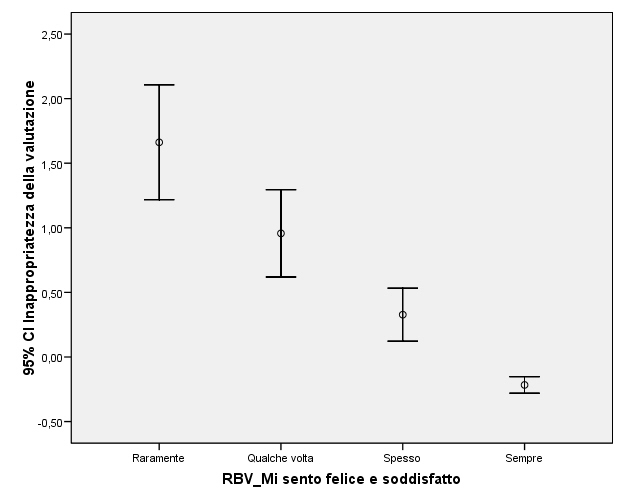 95% CI Inappropriatezza della valutazione
2,50
2,00
1,50
1,00
0,50
0,00
-0,50
Raramente Qualche volta Spesso Sempre
RBV_Mi sento felice e soddisfatto